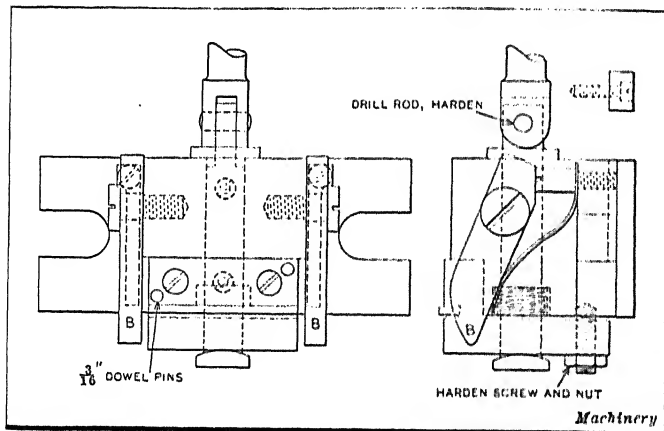 DRILL ROD, HARDEN
B
B
B
3/16" DOWEL PINS
HARDEN SCREW AND NUT
Machinery